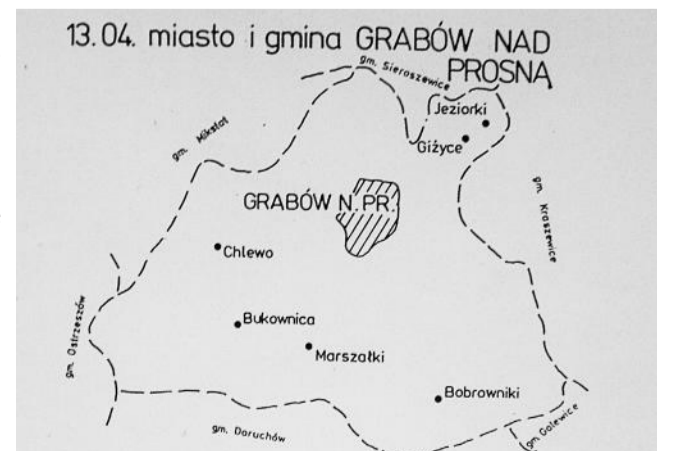 13.04. miasto i gmina GRABÓW NAD
PROSNĄ
gm. Sieroszewice
Jeziorki
Giżyce
gm. Mikstat
GRABÓW N. PR.
gm. Kraszewice
Chlewo
gm. Ostrzeszów
Bukownica
Marszałki
Bobrowniki
gm. Doruchów
gm. Galewice